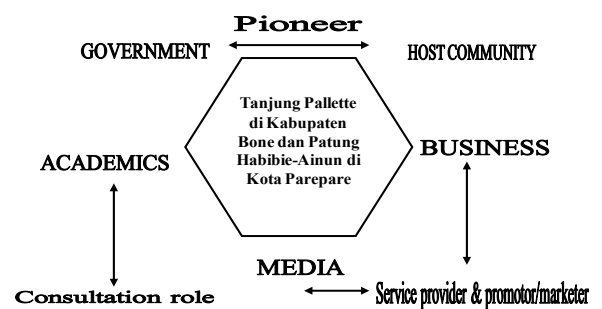 Pioneer
GOVERNMENT
HOST COMMUNITY
Tanjung Pallette
di Kabupaten
Bone dan Patung
Habibie-Ainun di
Kota Parepare
ACADEMICS
BUSINESS
MEDIA
Consultation role
Service provider & promotor/marketer